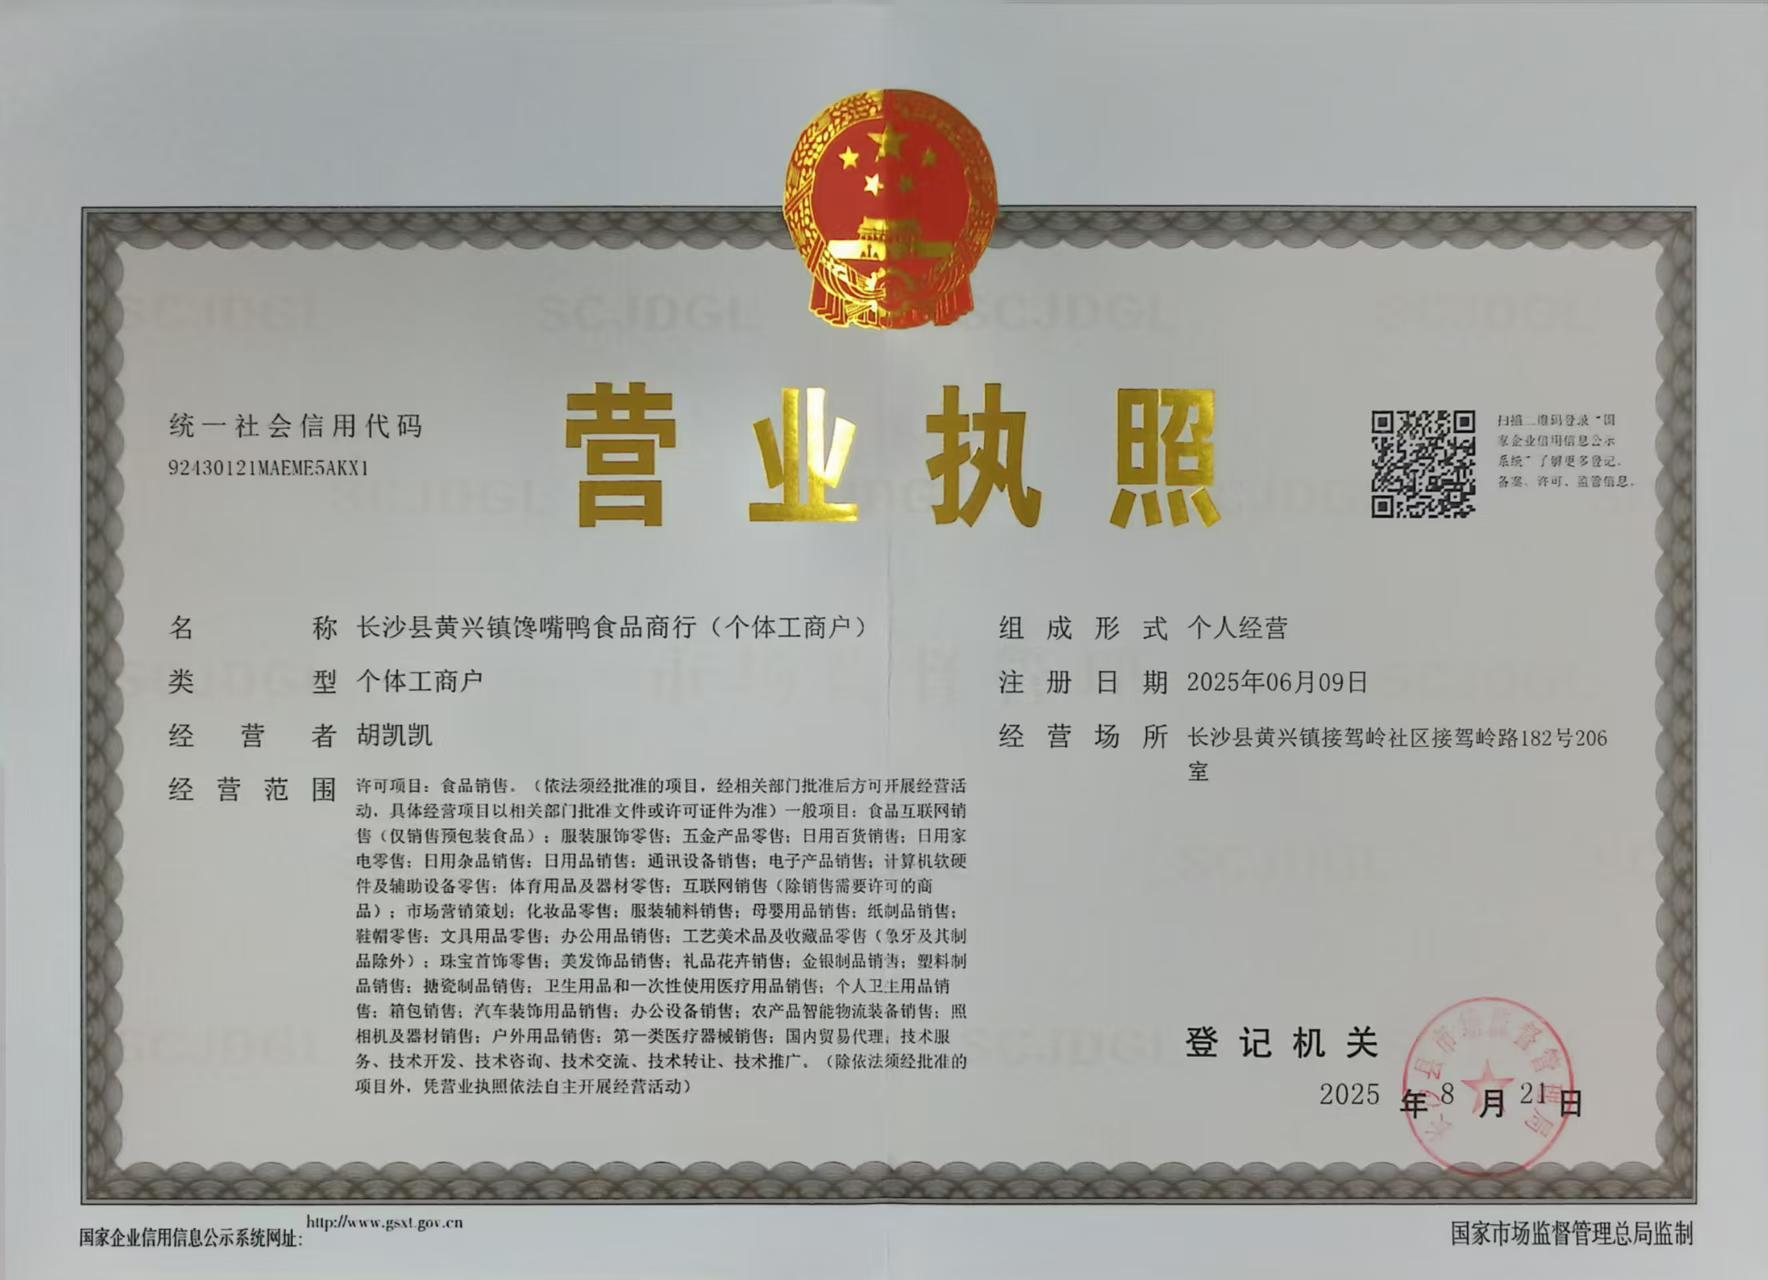 营业执照
统一社会信用代码
92430121MAEME5AKX1
扫描二维码登录“国
家企业信用信息公示
系统”了解更多登记、
备案、许可、监管信息。
名称 长沙县黄兴镇馋嘴鸭食品商行（个体工商户）
类型 个体工商户
经营者 胡凯凯
经营范围 许可项目：食品销售。（依法须经批准的项目，经相关部门批准后方可开展经营活
动，具体经营项目以相关部门批准文件或许可证件为准）一般项目：食品互联网销
售（仅销售预包装食品）；服装服饰零售；五金产品零售；日用百货销售；日用家
电零售；日用杂品销售；日用品销售；通讯设备销售；电子产品销售；计算机软硬
件及辅助设备零售；体育用品及器材零售；互联网销售（除销售需要许可的商
品）；市场营销策划；化妆品零售；服装辅料销售；母婴用品销售；纸制品销售；
鞋帽零售；文具用品零售；办公用品销售；工艺美术品及收藏品零售（象牙及其制
品除外）；珠宝首饰零售；美发饰品销售；礼品花卉销售；金银制品销售；塑料制
品销售；搪瓷制品销售；卫生用品和一次性使用医疗用品销售；个人卫生用品销
售；箱包销售；汽车装饰用品销售；办公设备销售；农产品智能物流装备销售；照
相机及器材销售；户外用品销售；第一类医疗器械销售；国内贸易代理；技术服
务、技术开发、技术咨询、技术交流、技术转让、技术推广。（除依法须经批准的
项目外，凭营业执照依法自主开展经营活动）
组成形式 个人经营
注册日期 2025年06月09日
经营场所 长沙县黄兴镇接驾岭社区接驾岭路182号206
室
登记机关
2025年8月21日
长沙县市场监督管理局
国家企业信用信息公示系统网址：http://www.gsxt.gov.cn
国家市场监督管理总局监制